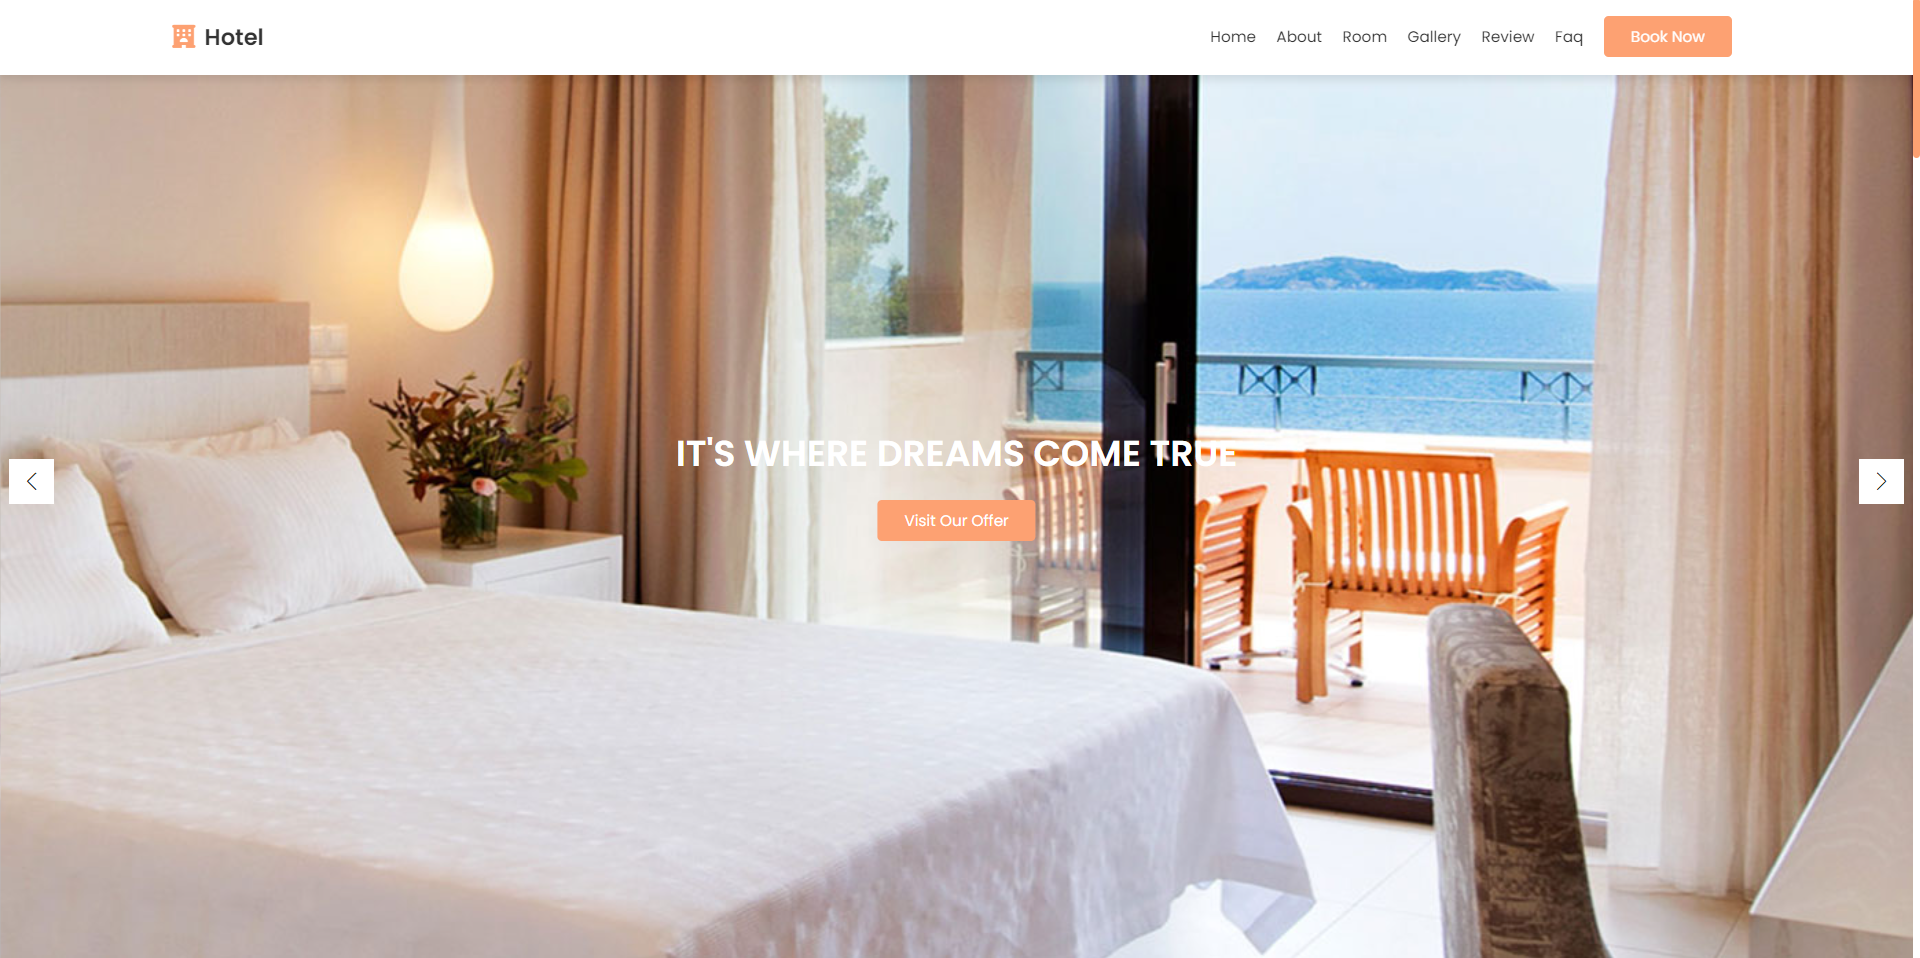 Hotel
Home About Room Gallery Review Faq Book Now
IT'S WHERE DREAMS COME TRUE
Visit Our Offer